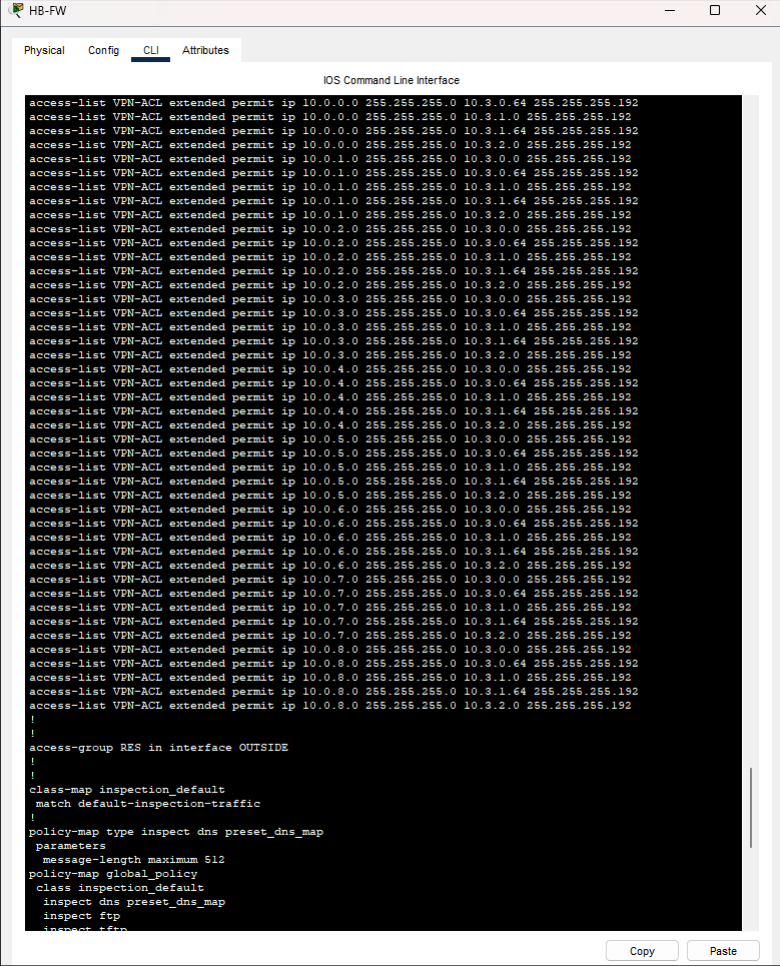 HB-FW
Physical Config CLI Attributes
IOS Command Line Interface
access-list VPN-ACL extended permit ip 10.0.0.0 255.255.255.0 10.3.0.64 255.255.255.192
access-list VPN-ACL extended permit ip 10.0.0.0 255.255.255.0 10.3.1.0 255.255.255.192
access-list VPN-ACL extended permit ip 10.0.0.0 255.255.255.0 10.3.1.64 255.255.255.192
access-list VPN-ACL extended permit ip 10.0.0.0 255.255.255.0 10.3.2.0 255.255.255.192
access-list VPN-ACL extended permit ip 10.0.1.0 255.255.255.0 10.3.0.0 255.255.255.192
access-list VPN-ACL extended permit ip 10.0.1.0 255.255.255.0 10.3.0.64 255.255.255.192
access-list VPN-ACL extended permit ip 10.0.1.0 255.255.255.0 10.3.1.0 255.255.255.192
access-list VPN-ACL extended permit ip 10.0.1.0 255.255.255.0 10.3.1.64 255.255.255.192
access-list VPN-ACL extended permit ip 10.0.1.0 255.255.255.0 10.3.2.0 255.255.255.192
access-list VPN-ACL extended permit ip 10.0.2.0 255.255.255.0 10.3.0.0 255.255.255.192
access-list VPN-ACL extended permit ip 10.0.2.0 255.255.255.0 10.3.0.64 255.255.255.192
access-list VPN-ACL extended permit ip 10.0.2.0 255.255.255.0 10.3.1.0 255.255.255.192
access-list VPN-ACL extended permit ip 10.0.2.0 255.255.255.0 10.3.1.64 255.255.255.192
access-list VPN-ACL extended permit ip 10.0.2.0 255.255.255.0 10.3.2.0 255.255.255.192
access-list VPN-ACL extended permit ip 10.0.3.0 255.255.255.0 10.3.0.0 255.255.255.192
access-list VPN-ACL extended permit ip 10.0.3.0 255.255.255.0 10.3.0.64 255.255.255.192
access-list VPN-ACL extended permit ip 10.0.3.0 255.255.255.0 10.3.1.0 255.255.255.192
access-list VPN-ACL extended permit ip 10.0.3.0 255.255.255.0 10.3.1.64 255.255.255.192
access-list VPN-ACL extended permit ip 10.0.3.0 255.255.255.0 10.3.2.0 255.255.255.192
access-list VPN-ACL extended permit ip 10.0.4.0 255.255.255.0 10.3.0.0 255.255.255.192
access-list VPN-ACL extended permit ip 10.0.4.0 255.255.255.0 10.3.0.64 255.255.255.192
access-list VPN-ACL extended permit ip 10.0.4.0 255.255.255.0 10.3.1.0 255.255.255.192
access-list VPN-ACL extended permit ip 10.0.4.0 255.255.255.0 10.3.1.64 255.255.255.192
access-list VPN-ACL extended permit ip 10.0.4.0 255.255.255.0 10.3.2.0 255.255.255.192
access-list VPN-ACL extended permit ip 10.0.5.0 255.255.255.0 10.3.0.0 255.255.255.192
access-list VPN-ACL extended permit ip 10.0.5.0 255.255.255.0 10.3.0.64 255.255.255.192
access-list VPN-ACL extended permit ip 10.0.5.0 255.255.255.0 10.3.1.0 255.255.255.192
access-list VPN-ACL extended permit ip 10.0.5.0 255.255.255.0 10.3.1.64 255.255.255.192
access-list VPN-ACL extended permit ip 10.0.5.0 255.255.255.0 10.3.2.0 255.255.255.192
access-list VPN-ACL extended permit ip 10.0.6.0 255.255.255.0 10.3.0.0 255.255.255.192
access-list VPN-ACL extended permit ip 10.0.6.0 255.255.255.0 10.3.0.64 255.255.255.192
access-list VPN-ACL extended permit ip 10.0.6.0 255.255.255.0 10.3.1.0 255.255.255.192
access-list VPN-ACL extended permit ip 10.0.6.0 255.255.255.0 10.3.1.64 255.255.255.192
access-list VPN-ACL extended permit ip 10.0.6.0 255.255.255.0 10.3.2.0 255.255.255.192
access-list VPN-ACL extended permit ip 10.0.7.0 255.255.255.0 10.3.0.0 255.255.255.192
access-list VPN-ACL extended permit ip 10.0.7.0 255.255.255.0 10.3.0.64 255.255.255.192
access-list VPN-ACL extended permit ip 10.0.7.0 255.255.255.0 10.3.1.0 255.255.255.192
access-list VPN-ACL extended permit ip 10.0.7.0 255.255.255.0 10.3.1.64 255.255.255.192
access-list VPN-ACL extended permit ip 10.0.7.0 255.255.255.0 10.3.2.0 255.255.255.192
access-list VPN-ACL extended permit ip 10.0.8.0 255.255.255.0 10.3.0.0 255.255.255.192
access-list VPN-ACL extended permit ip 10.0.8.0 255.255.255.0 10.3.0.64 255.255.255.192
access-list VPN-ACL extended permit ip 10.0.8.0 255.255.255.0 10.3.1.0 255.255.255.192
access-list VPN-ACL extended permit ip 10.0.8.0 255.255.255.0 10.3.1.64 255.255.255.192
access-list VPN-ACL extended permit ip 10.0.8.0 255.255.255.0 10.3.2.0 255.255.255.192
!
!
access-group RES in interface OUTSIDE
!
!
class-map inspection_default
match default-inspection-traffic
!
policy-map type inspect dns preset_dns_map
parameters
message-length maximum 512
policy-map global_policy
class inspection_default
inspect dns preset_dns_map
inspect ftp
inspect tftp
Copy Paste